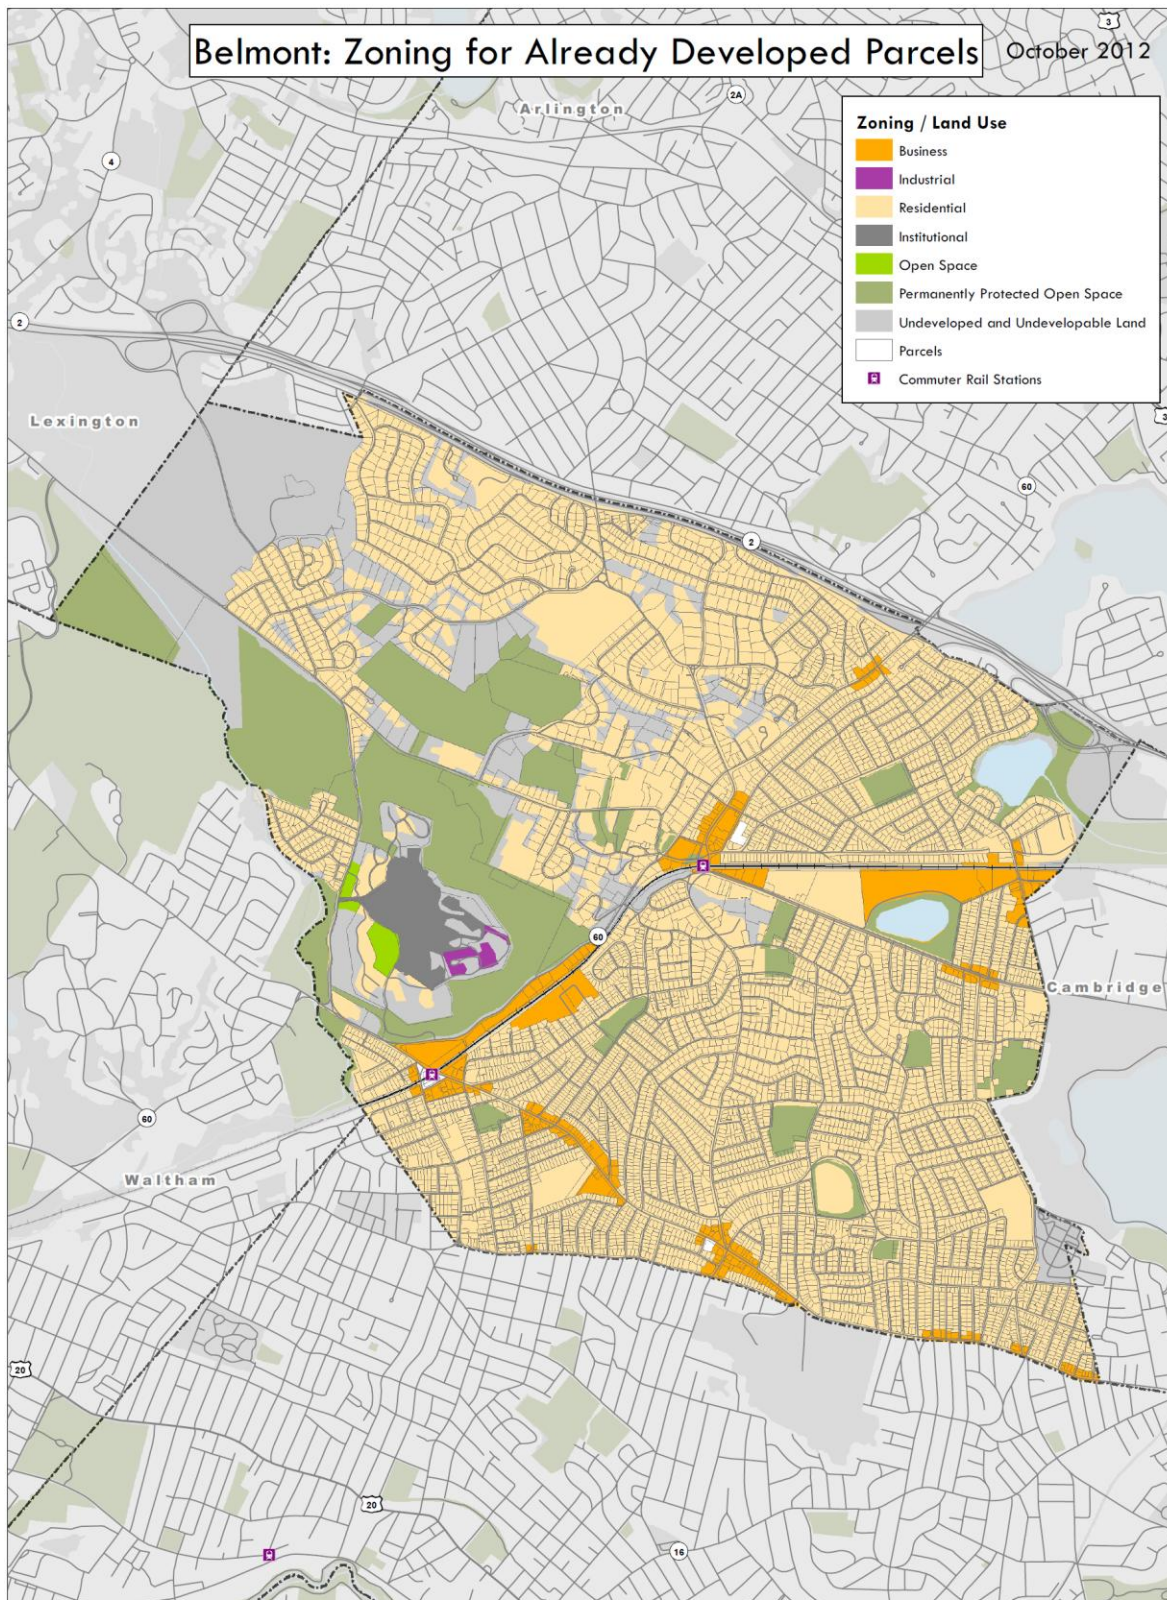 Belmont: Zoning for Already Developed Parcels
October 2012
3
2A
Arlington
Zoning / Land Use
Business
Industrial
Residential
Institutional
Open Space
Permanently Protected Open Space
Undeveloped and Undevelopable Land
Parcels
Commuter Rail Stations
4
2
3
Lexington
60
2
60
Cambridge
60
Waltham
20
20
16